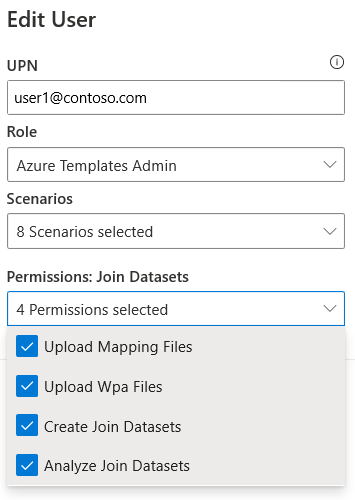 Edit User
UPN
user1@contoso.com
Role
Azure Templates Admin
Scenarios
8 Scenarios selected
Permissions: Join Datasets
4 Permissions selected
Upload Mapping Files
Upload Wpa Files
Create Join Datasets
Analyze Join Datasets